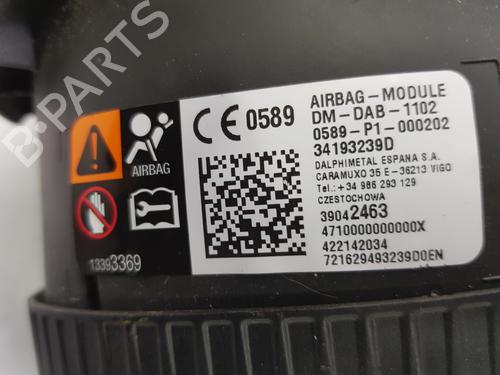 AIRBAG-MODULE
DM-DAB-1102
0589-P1-000202
34193239D
DALPHIMETAL ESPANA S.A.
CARAMUXO 35 E - 36213 VIGO
Tel.: +34 986 293 129
CZESTOCHOWA
39042463
4710000000000X
422142034
721629493239D0EN
CE 0589
AIRBAG
13393369
B-PARTS